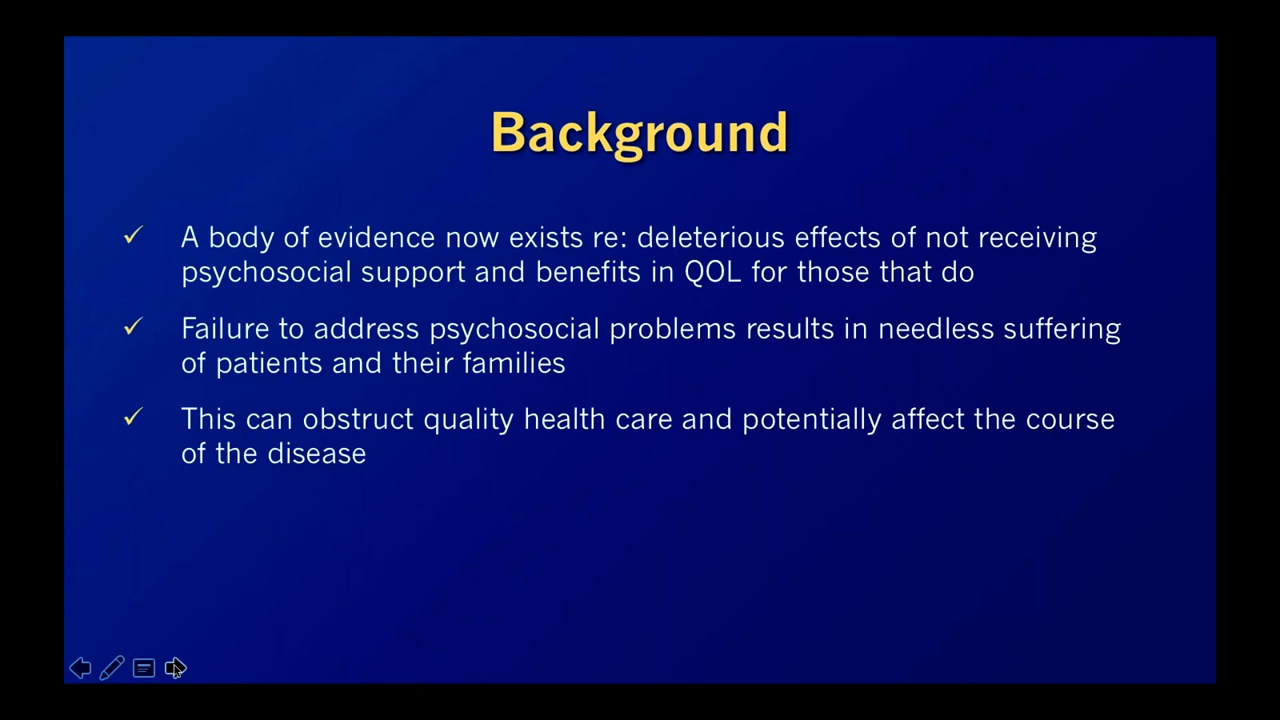 Background
✓ A body of evidence now exists re: deleterious effects of not receiving
psychosocial support and benefits in QOL for those that do
✓ Failure to address psychosocial problems results in needless suffering
of patients and their families
✓ This can obstruct quality health care and potentially affect the course
of the disease